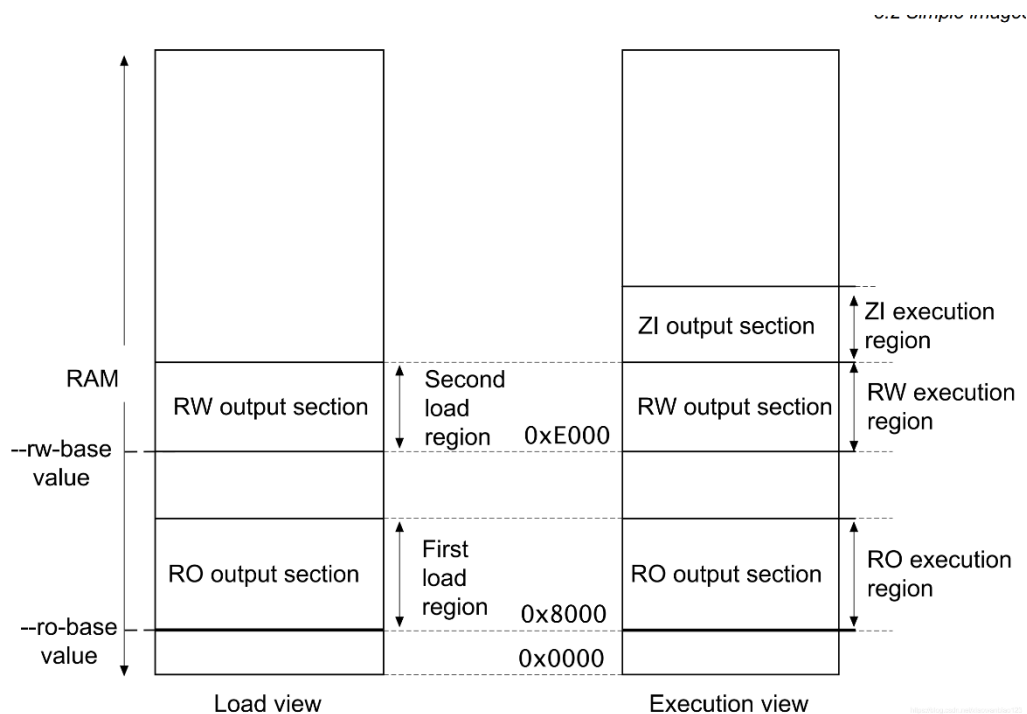 ZI output section
ZI execution
region
RAM
RW output section
Second
load
region
0xE000
RW output section
RW execution
region
--rw-base
value
RO output section
First
load
region
0x8000
RO output section
RO execution
region
--ro-base
value
0x0000
Load view
Execution view